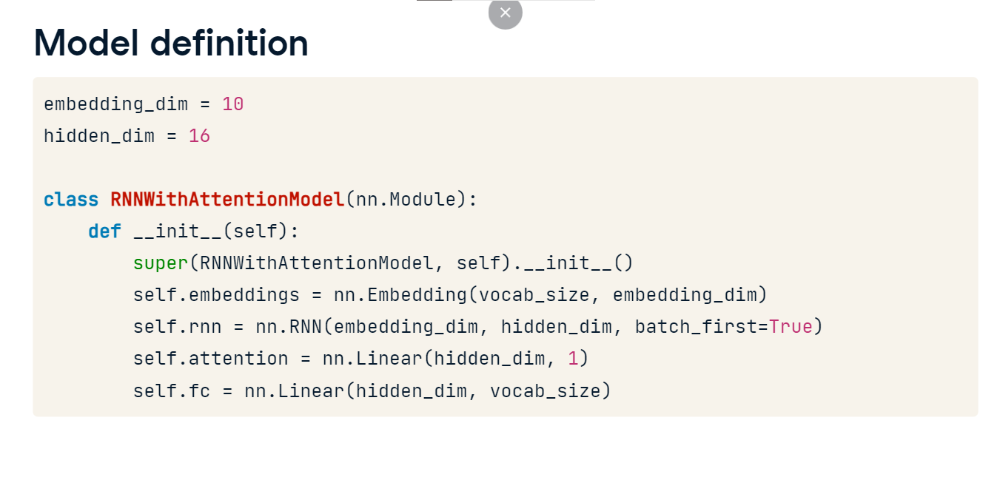 Model definition
embedding_dim = 10
hidden_dim = 16
class RNNWithAttentionModel(nn.Module):
def __init__(self):
super(RNNWithAttentionModel, self).__init__()
self.embeddings = nn.Embedding(vocab_size, embedding_dim)
self.rnn = nn.RNN(embedding_dim, hidden_dim, batch_first=True)
self.attention = nn.Linear(hidden_dim, 1)
self.fc = nn.Linear(hidden_dim, vocab_size)